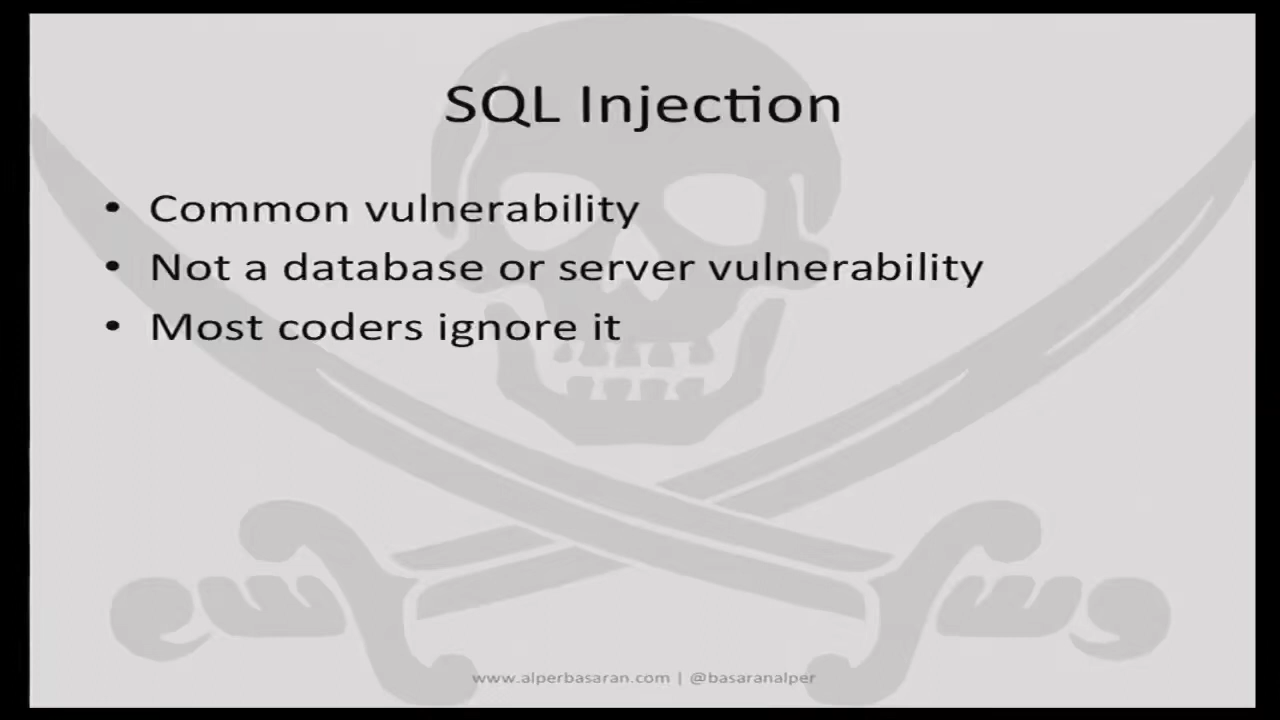 SQL Injection
• Common vulnerability
• Not a database or server vulnerability
• Most coders ignore it
www.alperbasaran.com | @basaranalper